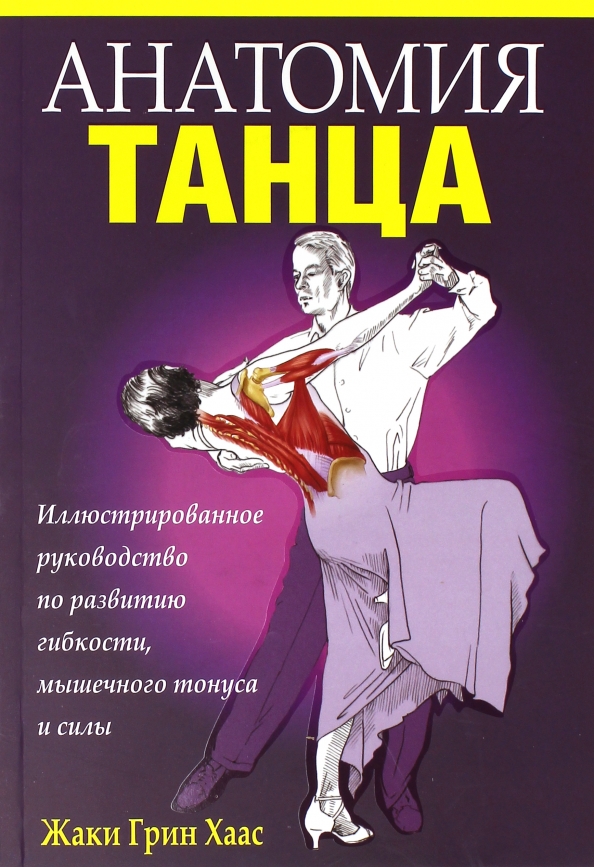 АНАТОМИЯ
ТАНЦА
Иллюстрированное
руководство
по развитию
гибкости,
мышечного тонуса
и силы
Жаки Грин Хаас